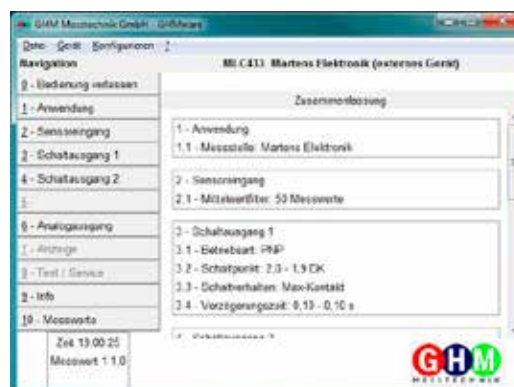 GHM Messtechnik GmbH - GHMware
Datei Gerät Konfigurieren ?
Navigation
MLC433 Martens Elektronik (externes Gerät)
0 - Bedienung verlassen
1 - Anwendung
2 - Sensoreingang
3 - Schaltausgang 1
4 - Schaltausgang 2
5 -
6 - Analogausgang
7 - Anzeige
8 - Test / Service
9 - Info
10 - Messwerte
Zeit 13:00:25
Messwert 1 1,0
Zusammenfassung
1 - Anwendung
1.1 - Messstelle: Martens Elektronik
2 - Sensoreingang
2.1 - Mittelwertfilter: 50 Messwerte
3 - Schaltausgang 1
3.1 - Betriebsart: PNP
3.2 - Schaltpunkt: 2,0 - 1,9 DK
3.3 - Schaltverhalten: Max-Kontakt
3.4 - Verzögerungszeit: 0,10 - 0,10 s
4 - Schaltausgang 2
GHM
MESSTECHNIK